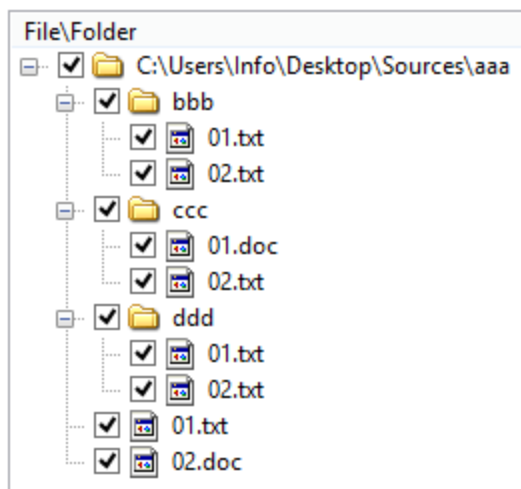 File\Folder
C:\Users\Info\Desktop\Sources\aaa
bbb
01.txt
02.txt
ccc
01.doc
02.txt
ddd
01.txt
02.txt
01.txt
02.doc